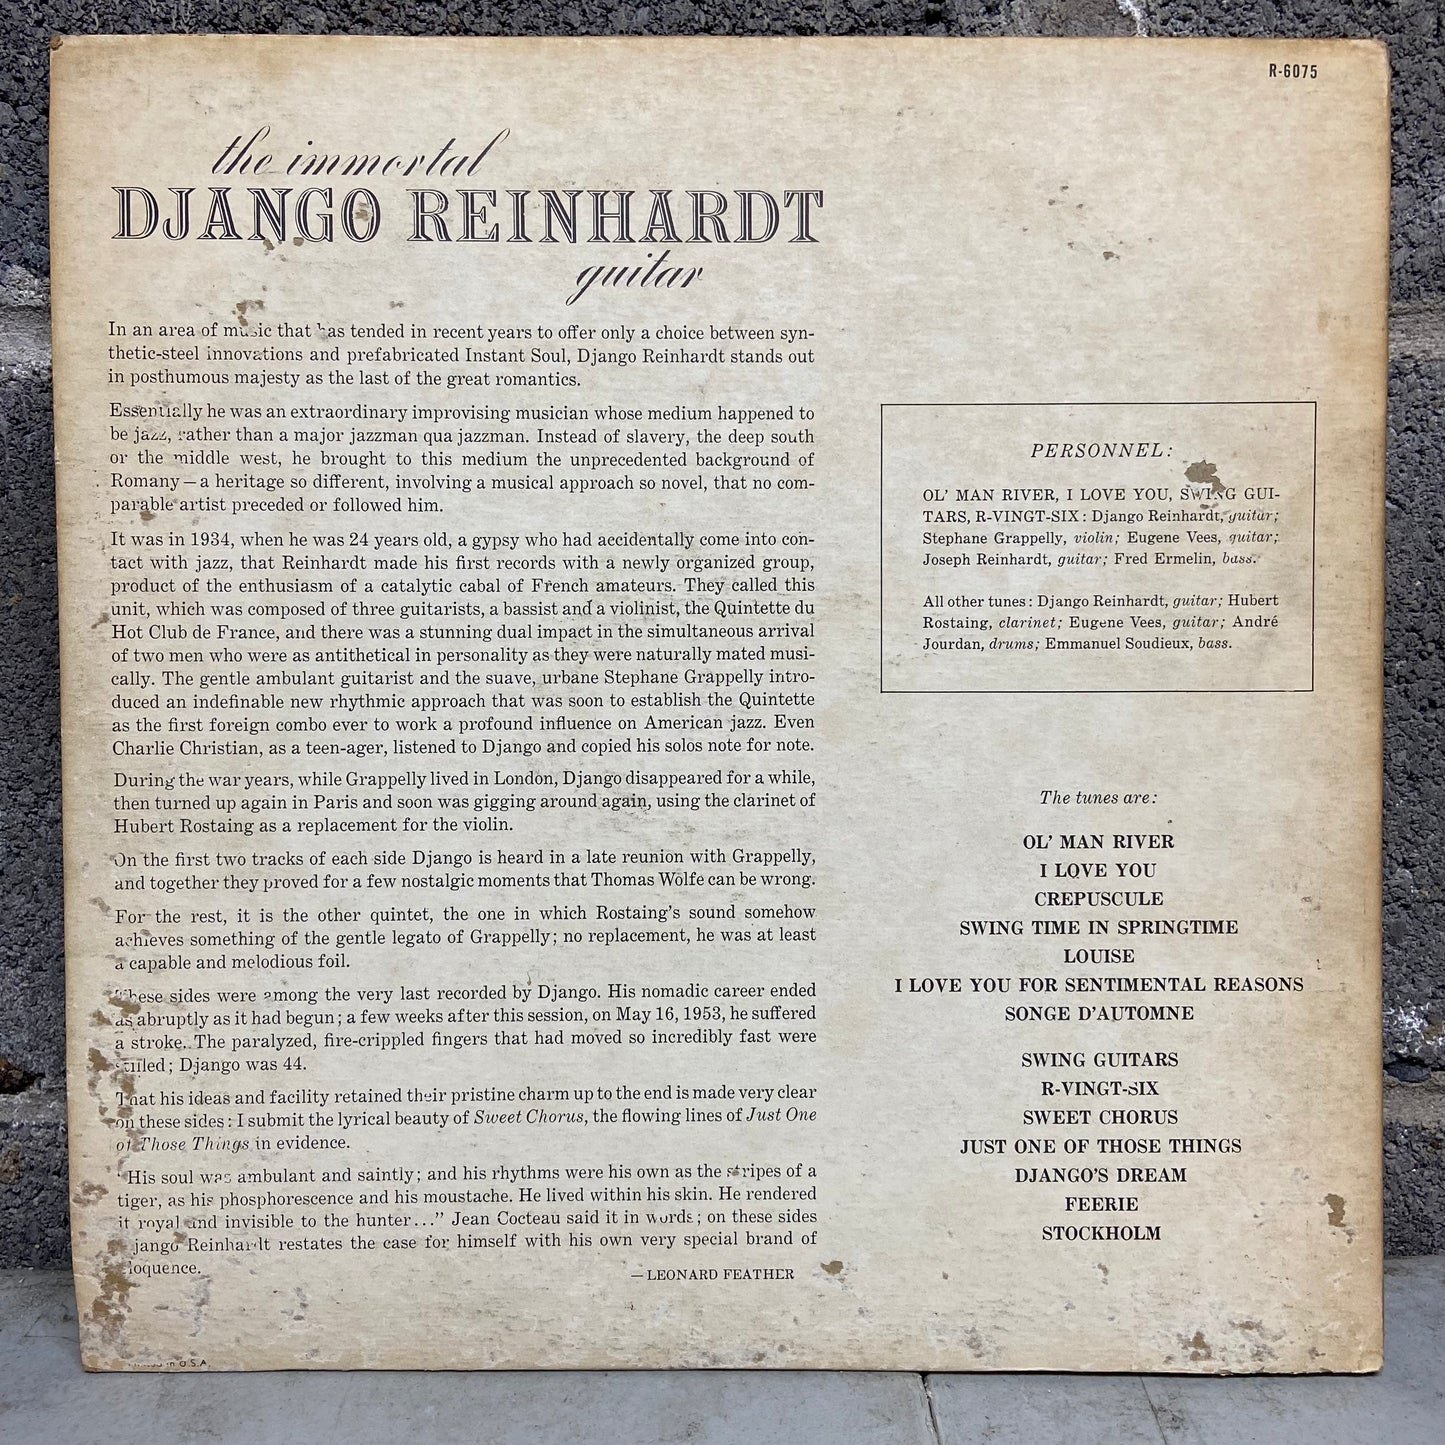 R-6075
the immortal
DJANGO REINHARDT
guitar
In an area of music that has tended in recent years to offer only a choice between syn-
thetic-steel innovations and prefabricated Instant Soul, Django Reinhardt stands out
in posthumous majesty as the last of the great romantics.
Essentially he was an extraordinary improvising musician whose medium happened to
be jazz, rather than a major jazzman qua jazzman. Instead of slavery, the deep south
or the middle west, he brought to this medium the unprecedented background of
Romany—a heritage so different, involving a musical approach so novel, that no com-
parable artist preceded or followed him.
It was in 1934, when he was 24 years old, a gypsy who had accidentally come into con-
tact with jazz, that Reinhardt made his first records with a newly organized group,
product of the enthusiasm of a catalytic cabal of French amateurs. They called this
unit, which was composed of three guitarists, a bassist and a violinist, the Quintette du
Hot Club de France, and there was a stunning dual impact in the simultaneous arrival
of two men who were as antithetical in personality as they were naturally mated musi-
cally. The gentle ambulant guitarist and the suave, urbane Stephane Grappelly intro-
duced an indefinable new rhythmic approach that was soon to establish the Quintette
as the first foreign combo ever to work a profound influence on American jazz. Even
Charlie Christian, as a teen-ager, listened to Django and copied his solos note for note.
During the war years, while Grappelly lived in London, Django disappeared for a while,
then turned up again in Paris and soon was gigging around again, using the clarinet of
Hubert Rostaing as a replacement for the violin.
On the first two tracks of each side Django is heard in a late reunion with Grappelly,
and together they proved for a few nostalgic moments that Thomas Wolfe can be wrong.
For the rest, it is the other quintet, the one in which Rostaing's sound somehow
achieves something of the gentle legato of Grappelly; no replacement, he was at least
a capable and melodious foil.
These sides were among the very last recorded by Django. His nomadic career ended
as abruptly as it had begun; a few weeks after this session, on May 16, 1953, he suffered
a stroke. The paralyzed, fire-crippled fingers that had moved so incredibly fast were
stilled; Django was 44.
That his ideas and facility retained their pristine charm up to the end is made very clear
on these sides: I submit the lyrical beauty of Sweet Chorus, the flowing lines of Just One
of Those Things in evidence.
"His soul was ambulant and saintly; and his rhythms were his own as the stripes of a
tiger, as his phosphorescence and his moustache. He lived within his skin. He rendered
it royal and invisible to the hunter..." Jean Cocteau said it in words; on these sides
Django Reinhardt restates the case for himself with his own very special brand of
eloquence.
—LEONARD FEATHER
in U.S.A.
PERSONNEL:
OL' MAN RIVER, I LOVE YOU, SWING GUI-
TARS, R-VINGT-SIX: Django Reinhardt, guitar;
Stephane Grappelly, violin; Eugene Vees, guitar;
Joseph Reinhardt, guitar; Fred Ermelin, bass.
All other tunes: Django Reinhardt, guitar; Hubert
Rostaing, clarinet; Eugene Vees, guitar; André
Jourdan, drums; Emmanuel Soudieux, bass.
The tunes are:
OL' MAN RIVER
I LOVE YOU
CREPUSCULE
SWING TIME IN SPRINGTIME
LOUISE
I LOVE YOU FOR SENTIMENTAL REASONS
SONGE D'AUTOMNE
SWING GUITARS
R-VINGT-SIX
SWEET CHORUS
JUST ONE OF THOSE THINGS
DJANGO'S DREAM
FEERIE
STOCKHOLM